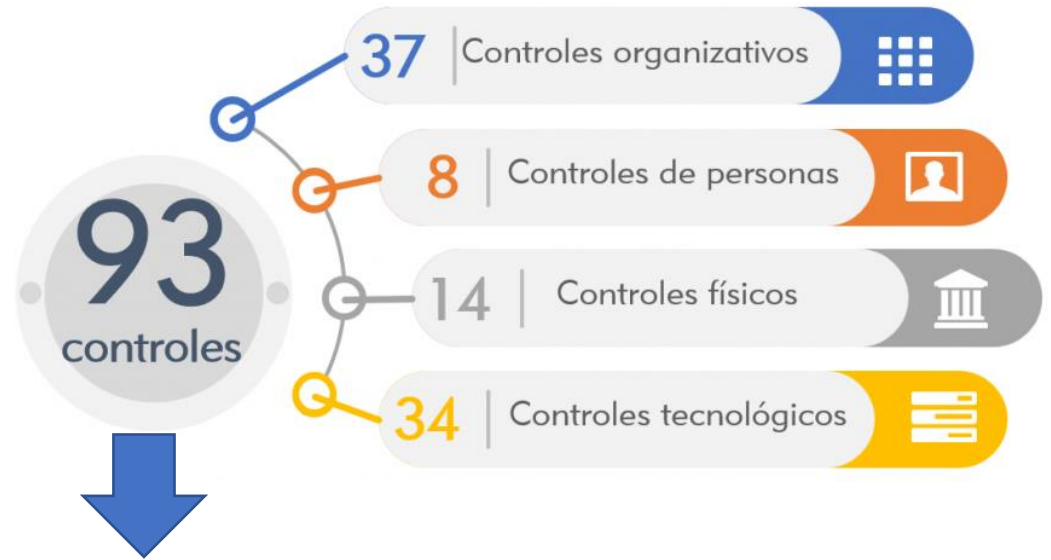 93
controles
37 Controles organizativos
8 Controles de personas
14 Controles físicos
34 Controles tecnológicos